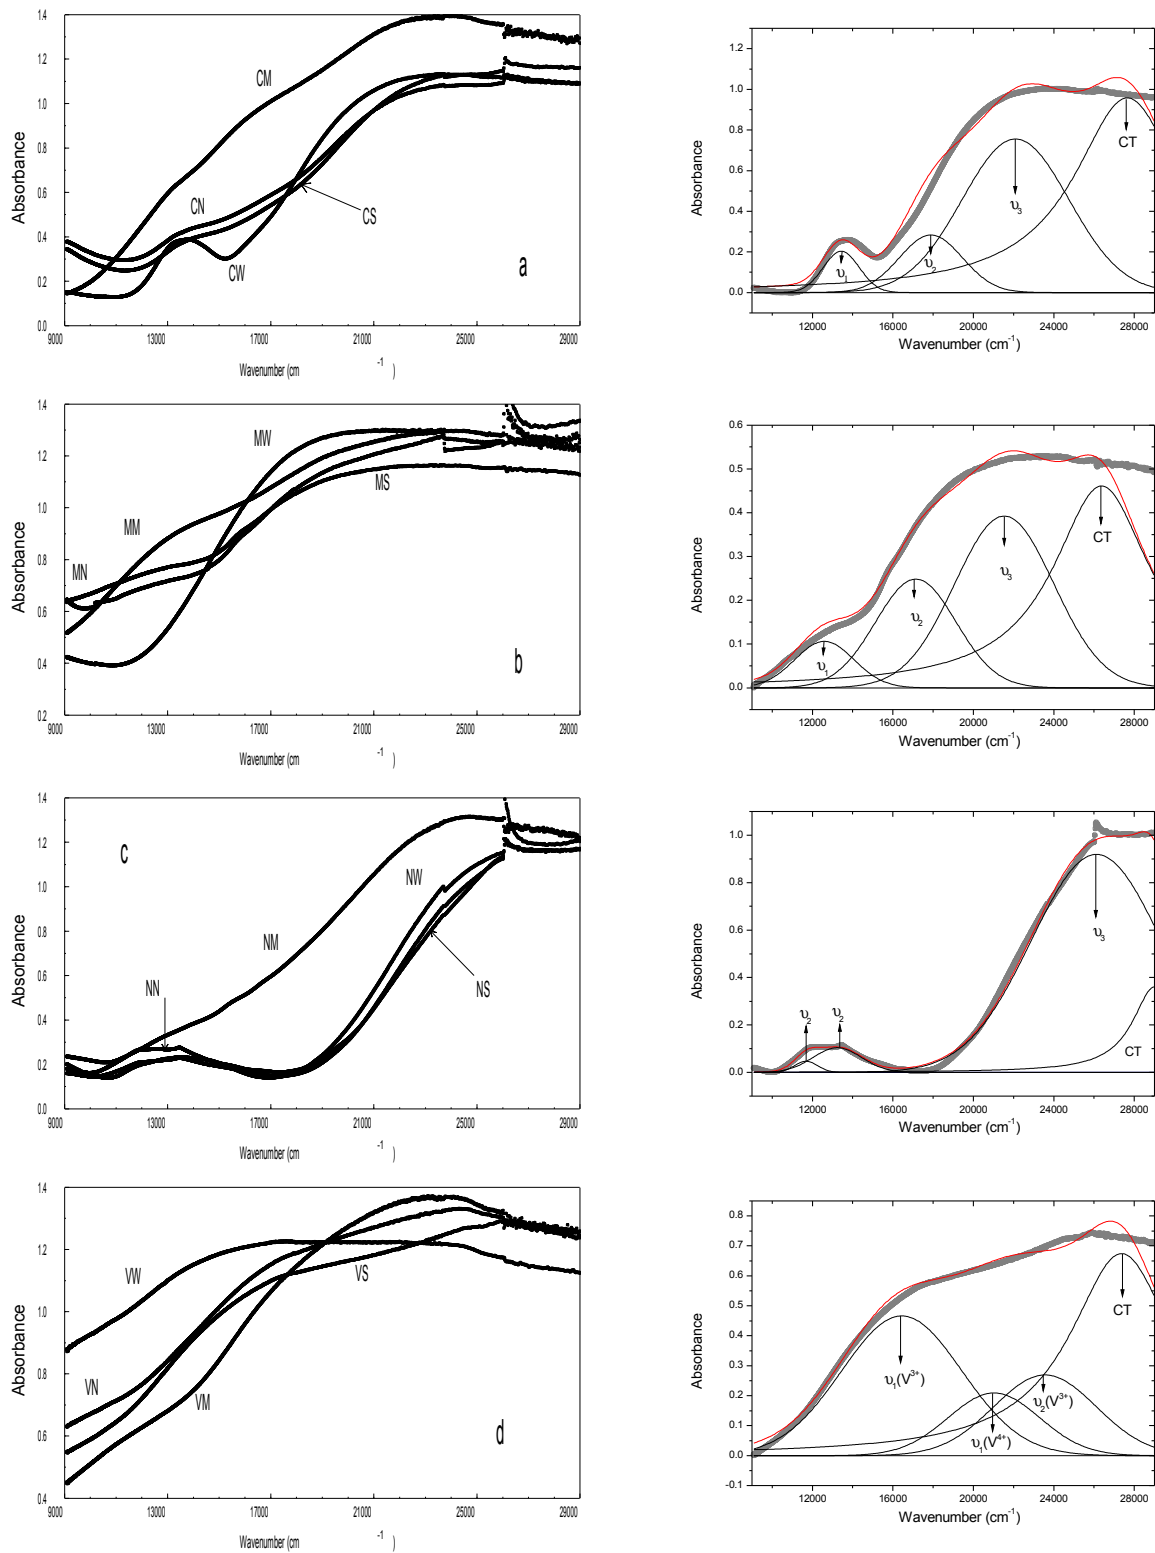 1.4
1.2
1.0
0.8
0.6
0.4
0.2
0.0
Absorbance
CM
CN
CS
CW
a
9000 13000 17000 21000 25000 29000
Wavenumber (cm -1 )
1.2
1.0
0.8
0.6
0.4
0.2
0.0
Absorbance
CT
υ3
υ1
υ2
12000 16000 20000 24000 28000
Wavenumber (cm-1)
1.4
1.2
1.0
0.8
0.6
0.4
0.2
Absorbance
MW
MS
MM
MN
b
9000 13000 17000 21000 25000 29000
Wavenumber (cm -1 )
0.6
0.5
0.4
0.3
0.2
0.1
0.0
Absorbance
CT
υ3
υ2
υ1
12000 16000 20000 24000 28000
Wavenumber (cm-1)
1.4
1.2
1.0
0.8
0.6
0.4
0.2
0.0
Absorbance
c
NW
NM
NN
NS
9000 13000 17000 21000 25000 29000
Wavenumber (cm -1 )
1.0
0.8
0.6
0.4
0.2
0.0
Absorbance
υ3
υ2
υ2
CT
12000 16000 20000 24000 28000
Wavenumber (cm-1)
1.4
1.2
1.0
0.8
0.6
0.4
Absorbance
VW
VS
VN
VM
d
9000 13000 17000 21000 25000 29000
Wavenumber (cm -1 )
0.8
0.7
0.6
0.5
0.4
0.3
0.2
0.1
0.0
-0.1
Absorbance
CT
υ1(V3+)
υ2(V3+)
υ1(V4+)
12000 16000 20000 24000 28000
Wavenumber (cm-1)